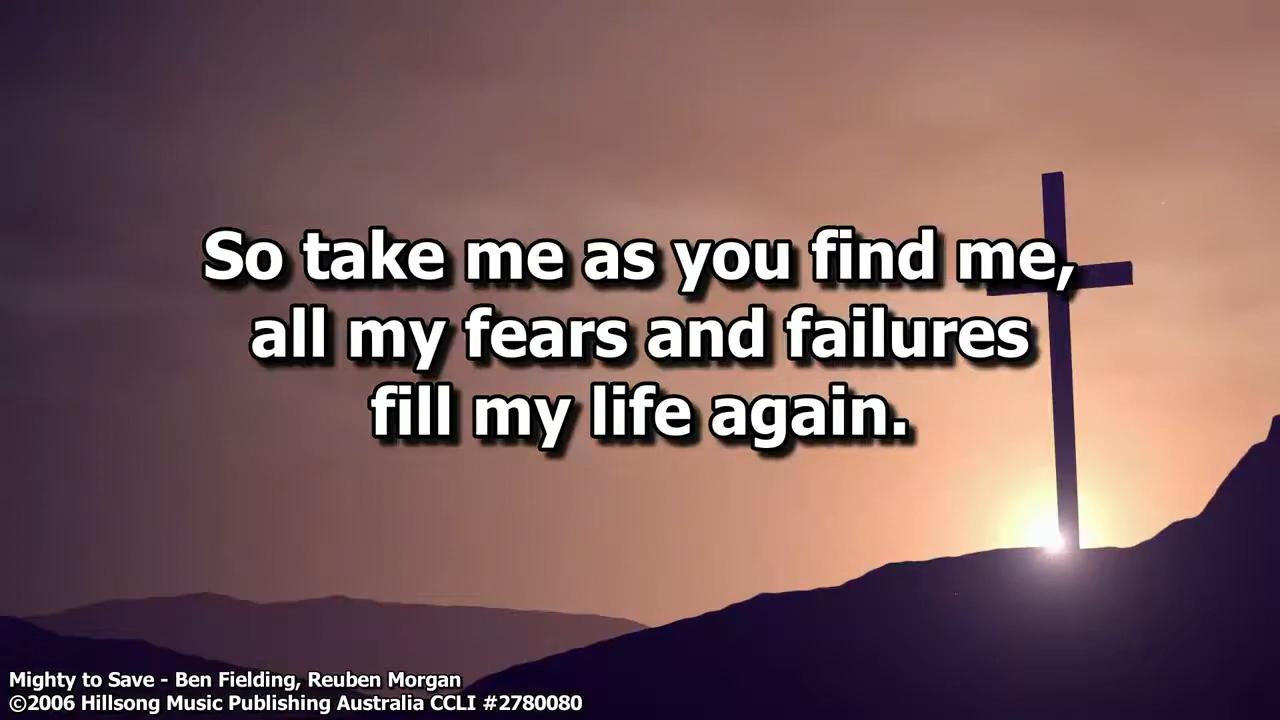 So take me as you find me,
all my fears and failures
fill my life again.
Mighty to Save - Ben Fielding, Reuben Morgan
©2006 Hillsong Music Publishing Australia CCLI #2780080